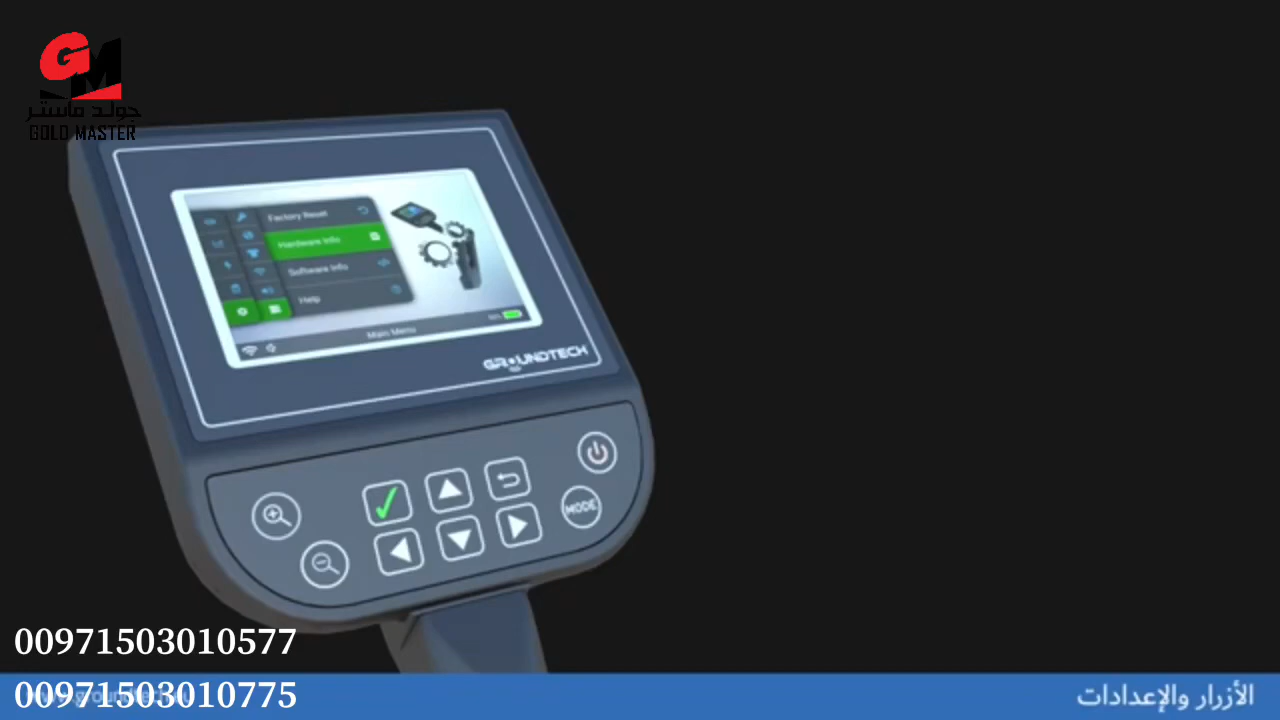 GM
جولد ماستر
GOLD MASTER
Factory Reset
Hardware Info
Software Info
Help
Main Menu
GROUNDTECH
MODE
00971503010577
00971503010775
الأزرار والإعدادات